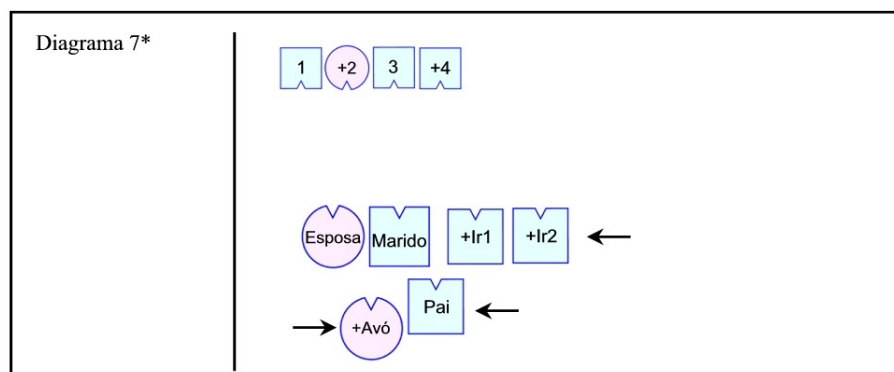 Diagrama 7*
1 +2 3 +4
Esposa Marido +Ir1 +Ir2
Pai
+Avó